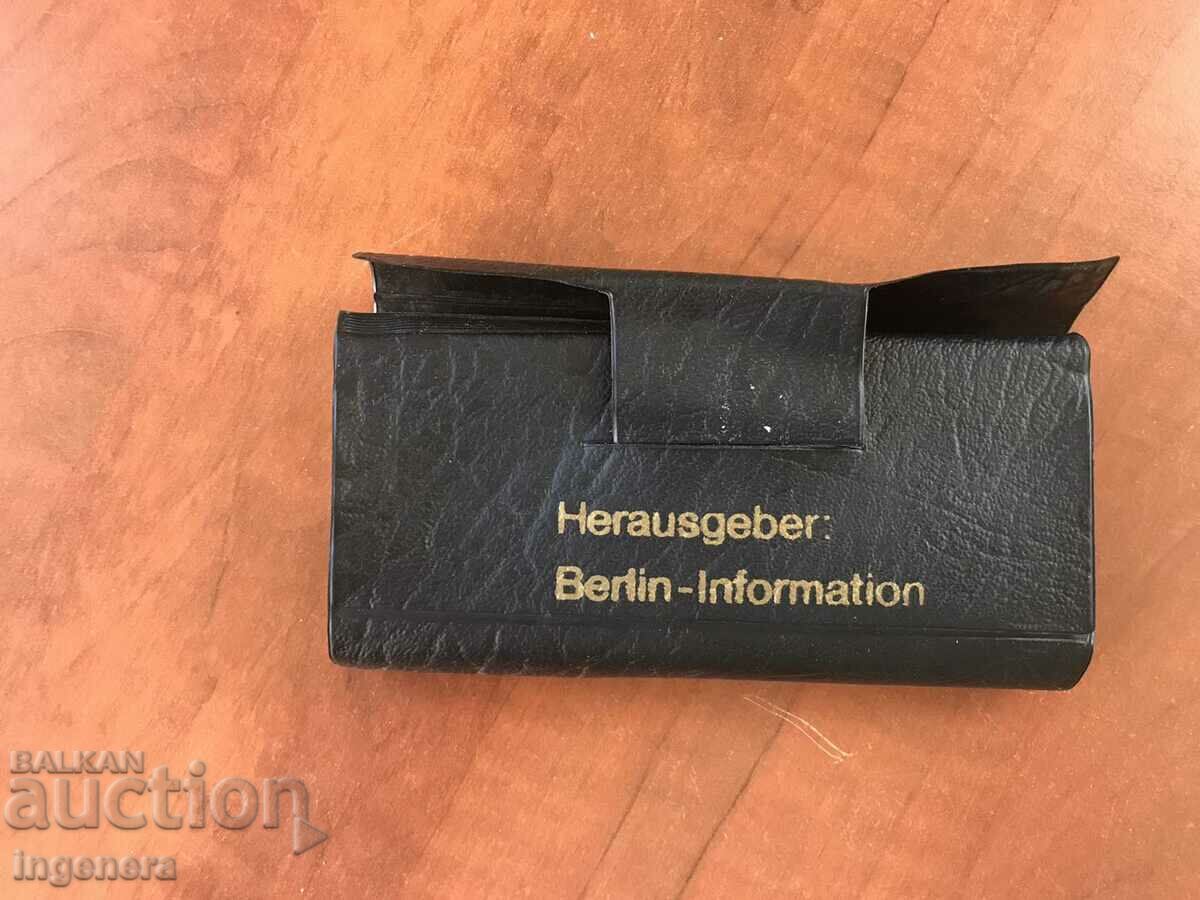 Herausgeber:
Berlin-Information
BALKAN
auction
ingenera